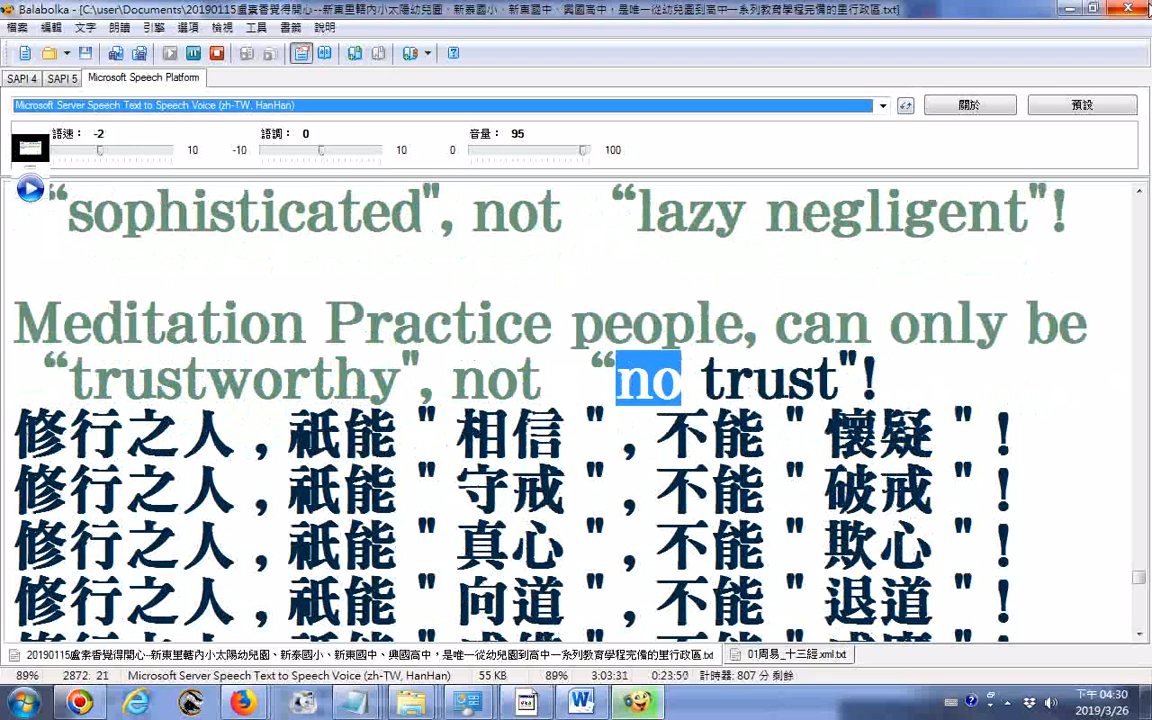 Balabolka - [C:\user\Documents\20190115盧素香覺得開心--新東里轄內小太陽幼兒園、新泰國小、新東國中、興國高中，是唯一從幼兒園到高中一系列教育學程完備的里行政區.txt]
檔案 編輯 文字 朗讀 引擎 選項 檢視 工具 書籤 說明
SAPI 4 SAPI 5 Microsoft Speech Platform
Microsoft Server Speech Text to Speech Voice (zh-TW, HanHan) 關於 預設
語速： -2 語調： 0 音量： 95
10 -10 10 0 100
“sophisticated", not “lazy negligent"!
Meditation Practice people, can only be
“trustworthy", not “no trust"!
修行之人，祇能"相信"，不能"懷疑"！
修行之人，祇能"守戒"，不能"破戒"！
修行之人，祇能"真心"，不能"欺心"！
修行之人，祇能"向道"，不能"退道"！
20190115盧素香覺得開心--新東里轄內小太陽幼兒園、新泰國小、新東國中、興國高中，是唯一從幼兒園到高中一系列教育學程完備的里行政區.txt 01周易_十三經.xml.txt
89% 2872: 21 Microsoft Server Speech Text to Speech Voice (zh-TW, HanHan) 55 KB 89% 3:03:31 0:23:50 計時器: 807 分 剩餘
下午 04:30
2019/3/26